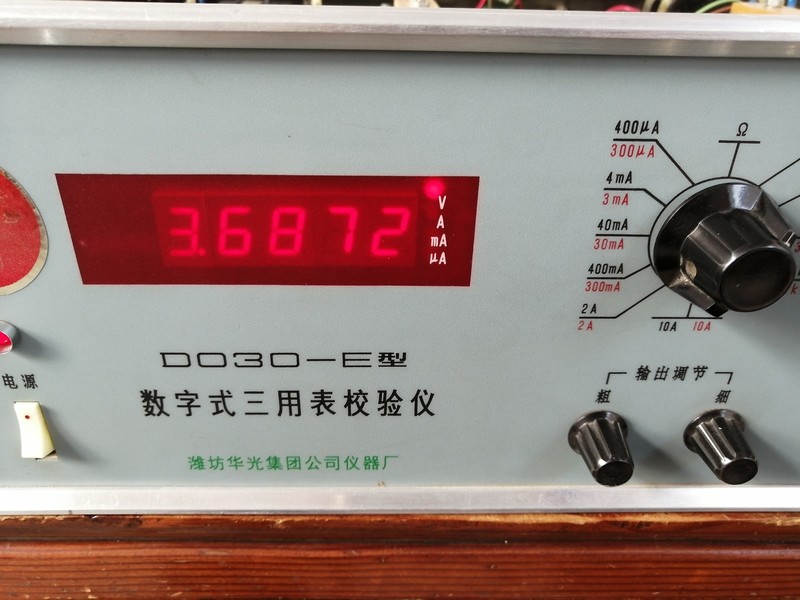 3.6872
V
A
mA
μA
400μA
300μA
4mA
3mA
40mA
30mA
400mA
300mA
2A
2A
10A 10A
Ω
DO30-E型
数字式三用表校验仪
潍坊华光集团公司仪器厂
电源
输出调节
粗 细